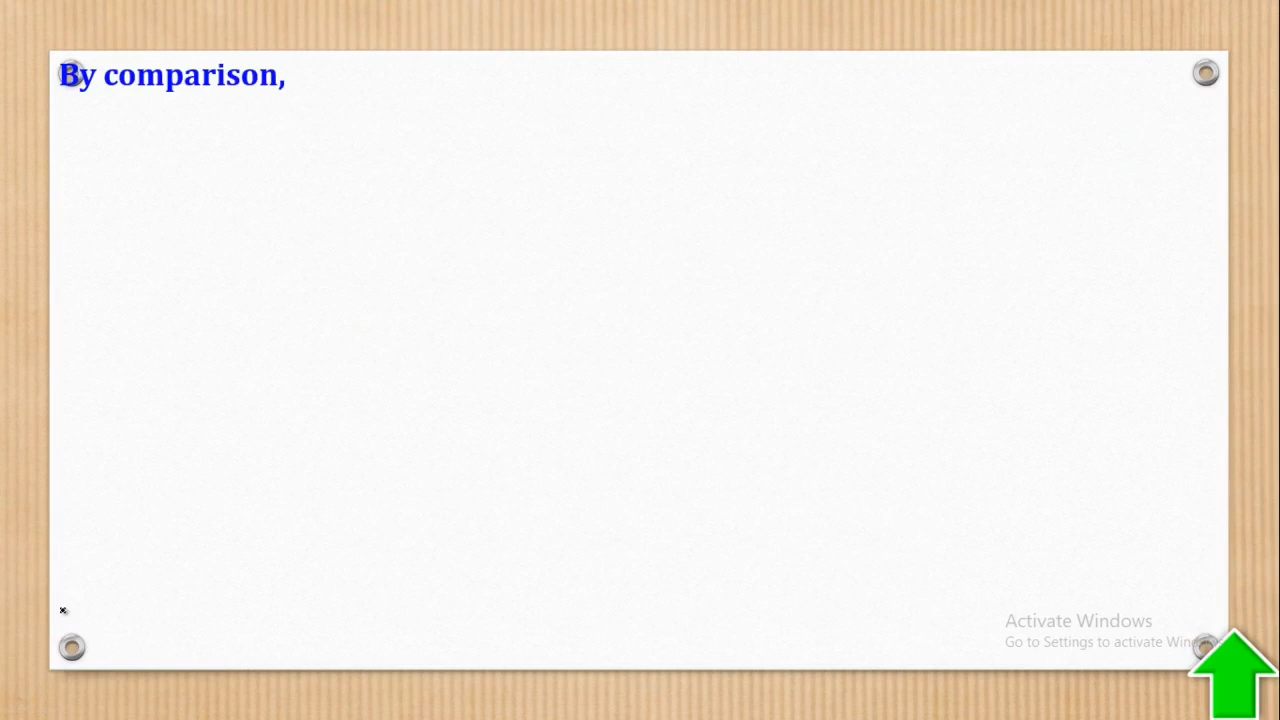 By comparison,
Activate Windows
Go to Settings to activate Windows.